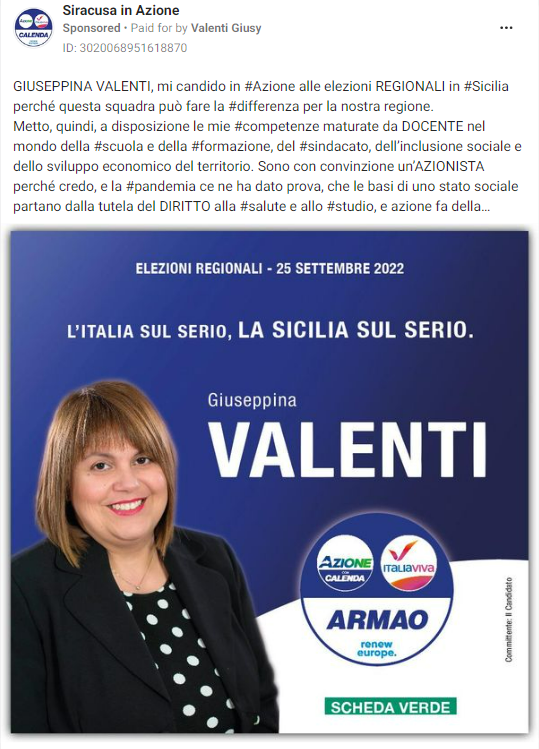 Siracusa in Azione
Sponsored • Paid for by Valenti Giusy
ID: 3020068951618870
GIUSEPPINA VALENTI, mi candido in #Azione alle elezioni REGIONALI in #Sicilia
perché questa squadra può fare la #differenza per la nostra regione.
Metto, quindi, a disposizione le mie #competenze maturate da DOCENTE nel
mondo della #scuola e della #formazione, del #sindacato, dell'inclusione sociale e
dello sviluppo economico del territorio. Sono con convinzione un'AZIONISTA
perché credo, e la #pandemia ce ne ha dato prova, che le basi di uno stato sociale
partano dalla tutela del DIRITTO alla #salute e allo #studio, e azione fa della...
ELEZIONI REGIONALI - 25 SETTEMBRE 2022
L'ITALIA SUL SERIO, LA SICILIA SUL SERIO.
Giuseppina
VALENTI
AZIONE
CON
CALENDA
ITALIAVIVA
ARMAO
renew
europe.
Committente: Il Candidato
SCHEDA VERDE